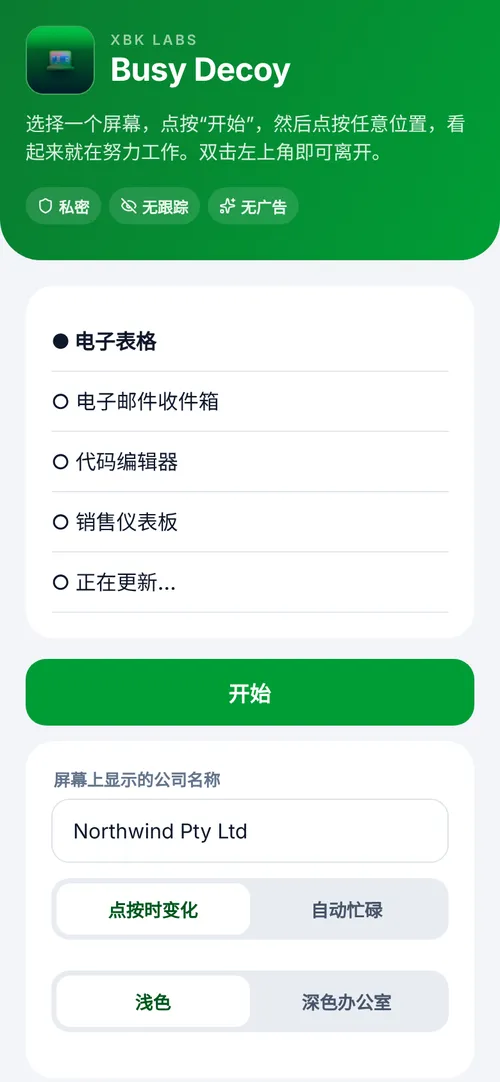 XBK LABS
Busy Decoy
选择一个屏幕，点按“开始”，然后点按任意位置，看
起来就在努力工作。双击左上角即可离开。
私密
无跟踪
无广告
电子表格
电子邮件收件箱
代码编辑器
销售仪表板
正在更新...
开始
屏幕上显示的公司名称
Northwind Pty Ltd
点按时变化
自动忙碌
浅色
深色办公室